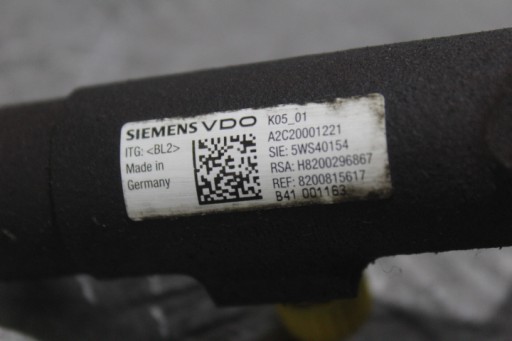 SIEMENS VDO K05_01
A2C20001221
ITG: <BL2>
SIE: 5WS40154
Made in
Germany
RSA: H8200296867
REF: 8200815617
B41 001163